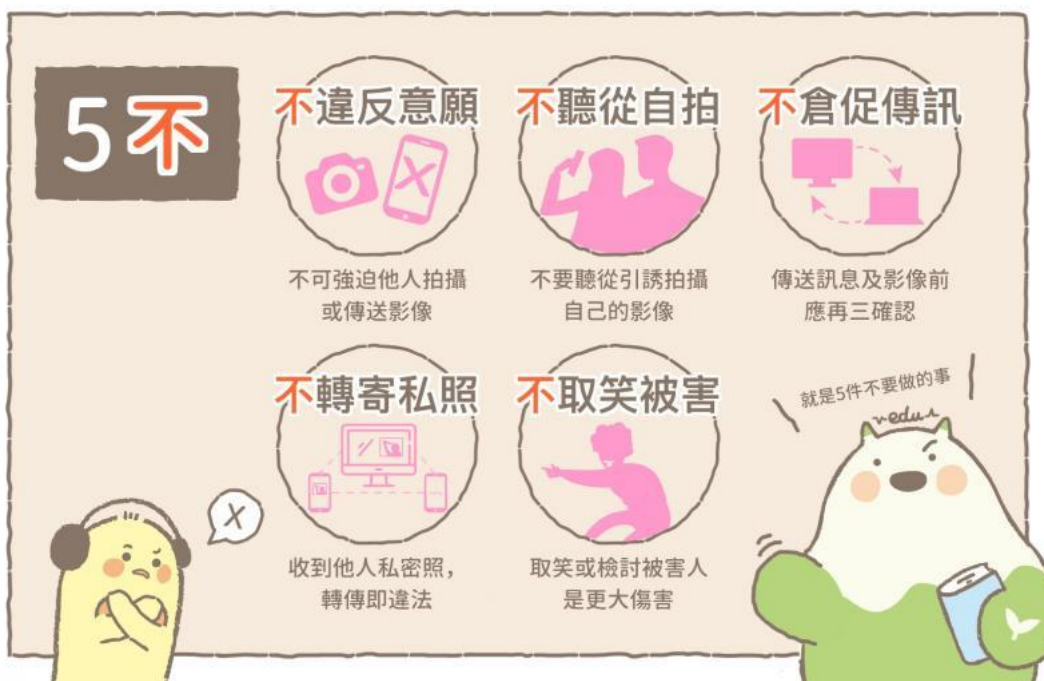 5不
不違反意願
不可強迫他人拍攝
或傳送影像
不聽從自拍
不要聽從引誘拍攝
自己的影像
不倉促傳訊
傳送訊息及影像前
應再三確認
不轉寄私照
收到他人私密照，
轉傳即違法
不取笑被害
取笑或檢討被害人
是更大傷害
就是5件不要做的事
edu
X